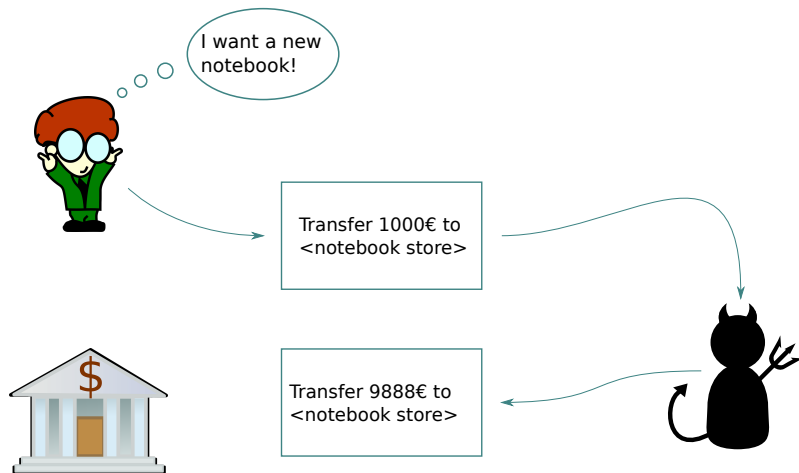 I want a new
notebook!
Transfer 1000€ to
<notebook store>
$
Transfer 9888€ to
<notebook store>